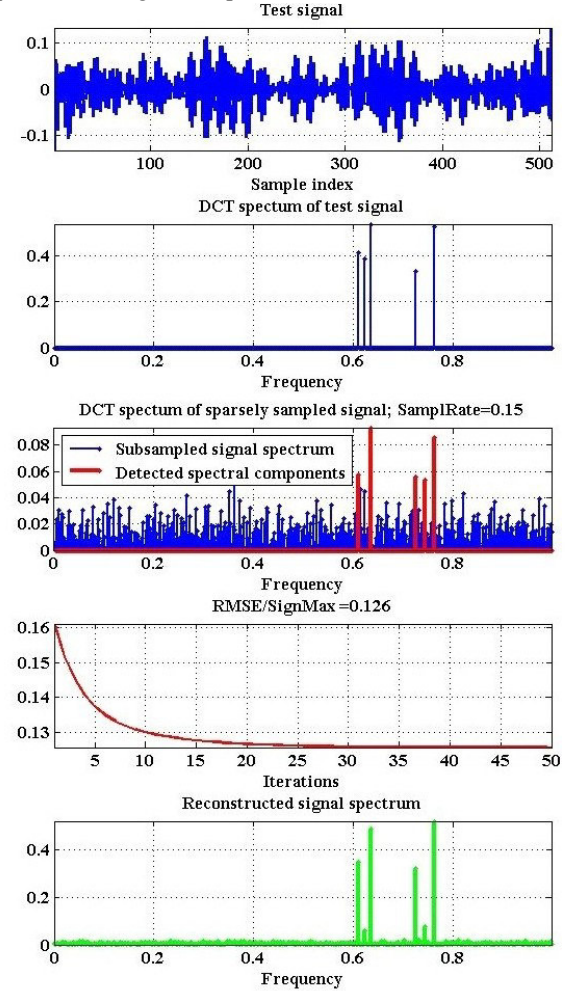 Test signal
0.1
0
-0.1
100 200 300 400 500
Sample index
DCT spectrum of test signal
0.4
0.2
0
0 0.2 0.4 0.6 0.8
Frequency
DCT spectum of sparsely sampled signal; SamplRate=0.15
0.08
0.06
0.04
0.02
0
Subsampled signal spectrum
Detected spectral components
0 0.2 0.4 0.6 0.8
Frequency
RMSE/SignMax =0.126
0.16
0.15
0.14
0.13
5 10 15 20 25 30 35 40 45 50
Iterations
Reconstructed signal spectrum
0.4
0.2
0
0 0.2 0.4 0.6 0.8
Frequency